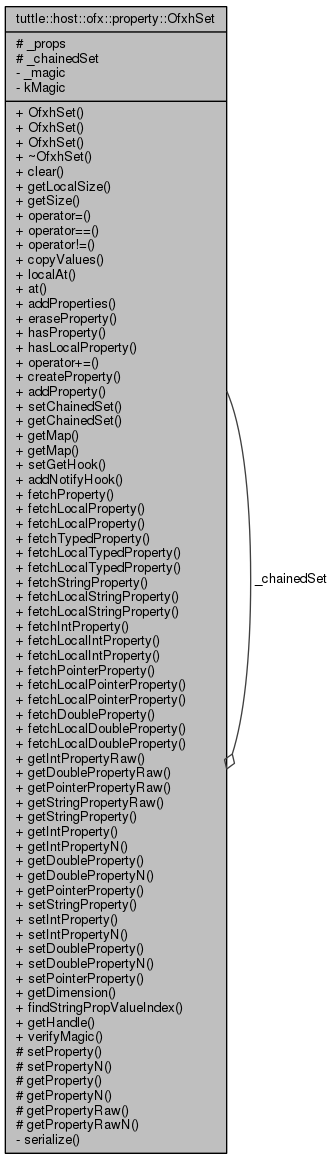 tuttle::host::ofx::property::OfxhSet
# _props
# _chainedSet
- _magic
- kMagic
+ OfxhSet()
+ OfxhSet()
+ OfxhSet()
+ ~OfxhSet()
+ clear()
+ getLocalSize()
+ getSize()
+ operator=()
+ operator==()
+ operator!=()
+ copyValues()
+ localAt()
+ at()
+ addProperties()
+ eraseProperty()
+ hasProperty()
+ hasLocalProperty()
+ operator+=()
+ createProperty()
+ addProperty()
+ setChainedSet()
+ getChainedSet()
+ getMap()
+ getMap()
+ setGetHook()
+ addNotifyHook()
+ fetchProperty()
+ fetchLocalProperty()
+ fetchLocalProperty()
+ fetchTypedProperty()
+ fetchLocalTypedProperty()
+ fetchLocalTypedProperty()
+ fetchStringProperty()
+ fetchLocalStringProperty()
+ fetchLocalStringProperty()
+ fetchIntProperty()
+ fetchLocalIntProperty()
+ fetchLocalIntProperty()
+ fetchPointerProperty()
+ fetchLocalPointerProperty()
+ fetchLocalPointerProperty()
+ fetchDoubleProperty()
+ fetchLocalDoubleProperty()
+ fetchLocalDoubleProperty()
+ getIntPropertyRaw()
+ getDoublePropertyRaw()
+ getPointerPropertyRaw()
+ getStringPropertyRaw()
+ getStringProperty()
+ getIntProperty()
+ getIntPropertyN()
+ getDoubleProperty()
+ getDoublePropertyN()
+ getPointerProperty()
+ setStringProperty()
+ setIntProperty()
+ setIntPropertyN()
+ setDoubleProperty()
+ setDoublePropertyN()
+ setPointerProperty()
+ getDimension()
+ findStringPropValueIndex()
+ getHandle()
+ verifyMagic()
# setProperty()
# setPropertyN()
# getProperty()
# getPropertyN()
# getPropertyRaw()
# getPropertyRawN()
- serialize()
_chainedSet